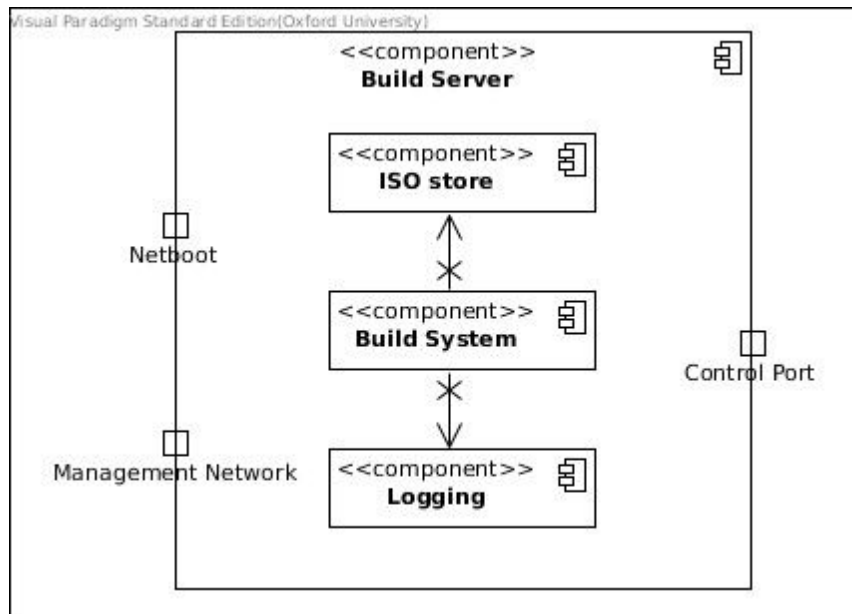 Visual Paradigm Standard Edition(Oxford University)
<<component>>
Build Server
<<component>>
ISO store
Netboot
<<component>>
Build System
Control Port
Management Network
<<component>>
Logging